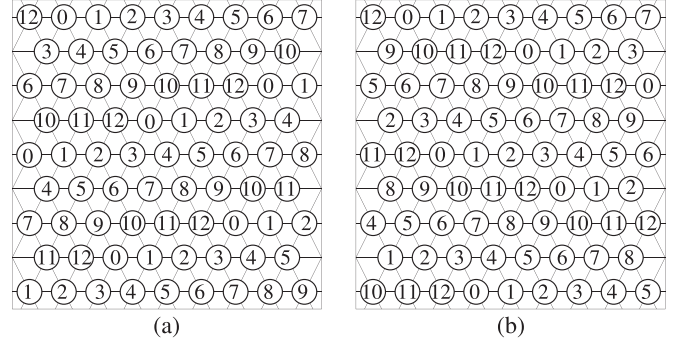 12 0 1 2 3 4 5 6 7
3 4 5 6 7 8 9 10
6 7 8 9 10 11 12 0 1
10 11 12 0 1 2 3 4
0 1 2 3 4 5 6 7 8
4 5 6 7 8 9 10 11
7 8 9 10 11 12 0 1 2
11 12 0 1 2 3 4 5
1 2 3 4 5 6 7 8 9
(a)
12 0 1 2 3 4 5 6 7
9 10 11 12 0 1 2 3
5 6 7 8 9 10 11 12 0
2 3 4 5 6 7 8 9
11 12 0 1 2 3 4 5 6
8 9 10 11 12 0 1 2
4 5 6 7 8 9 10 11 12
1 2 3 4 5 6 7 8
10 11 12 0 1 2 3 4 5
(b)